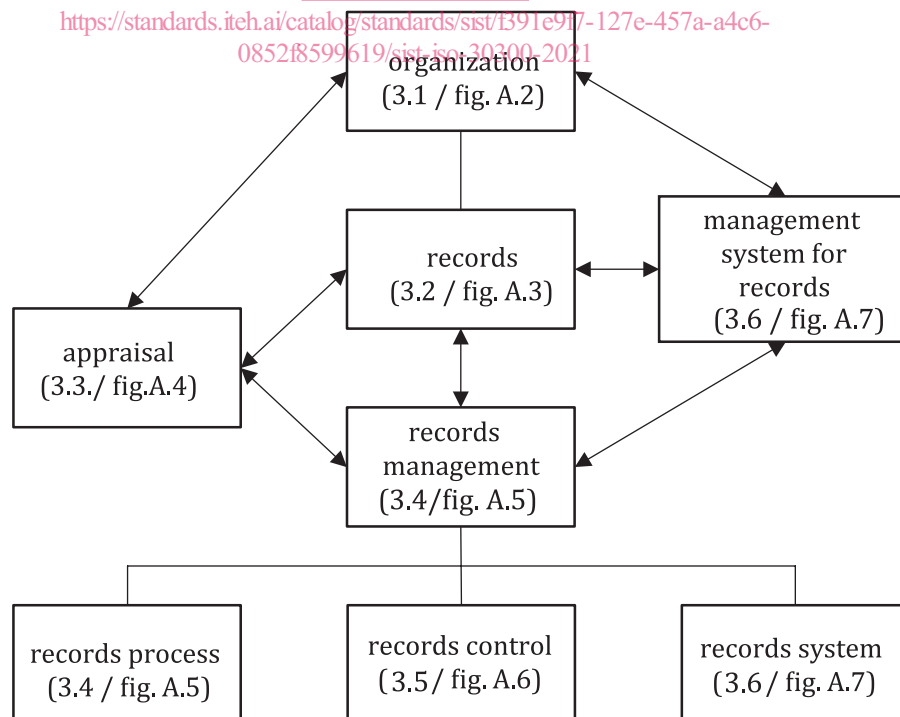 https://standards.iteh.ai/catalog/standards/sist/f391e9f7-127e-457a-a4c6-
0852f8599619/sist-iso-30300-2021
organization
(3.1 / fig. A.2)
records
(3.2 / fig. A.3)
management
system for
records
(3.6 / fig. A.7)
appraisal
(3.3./ fig.A.4)
records
management
(3.4/fig. A.5)
records process
(3.4 / fig. A.5)
records control
(3.5/ fig. A.6)
records system
(3.6/ fig. A.7)